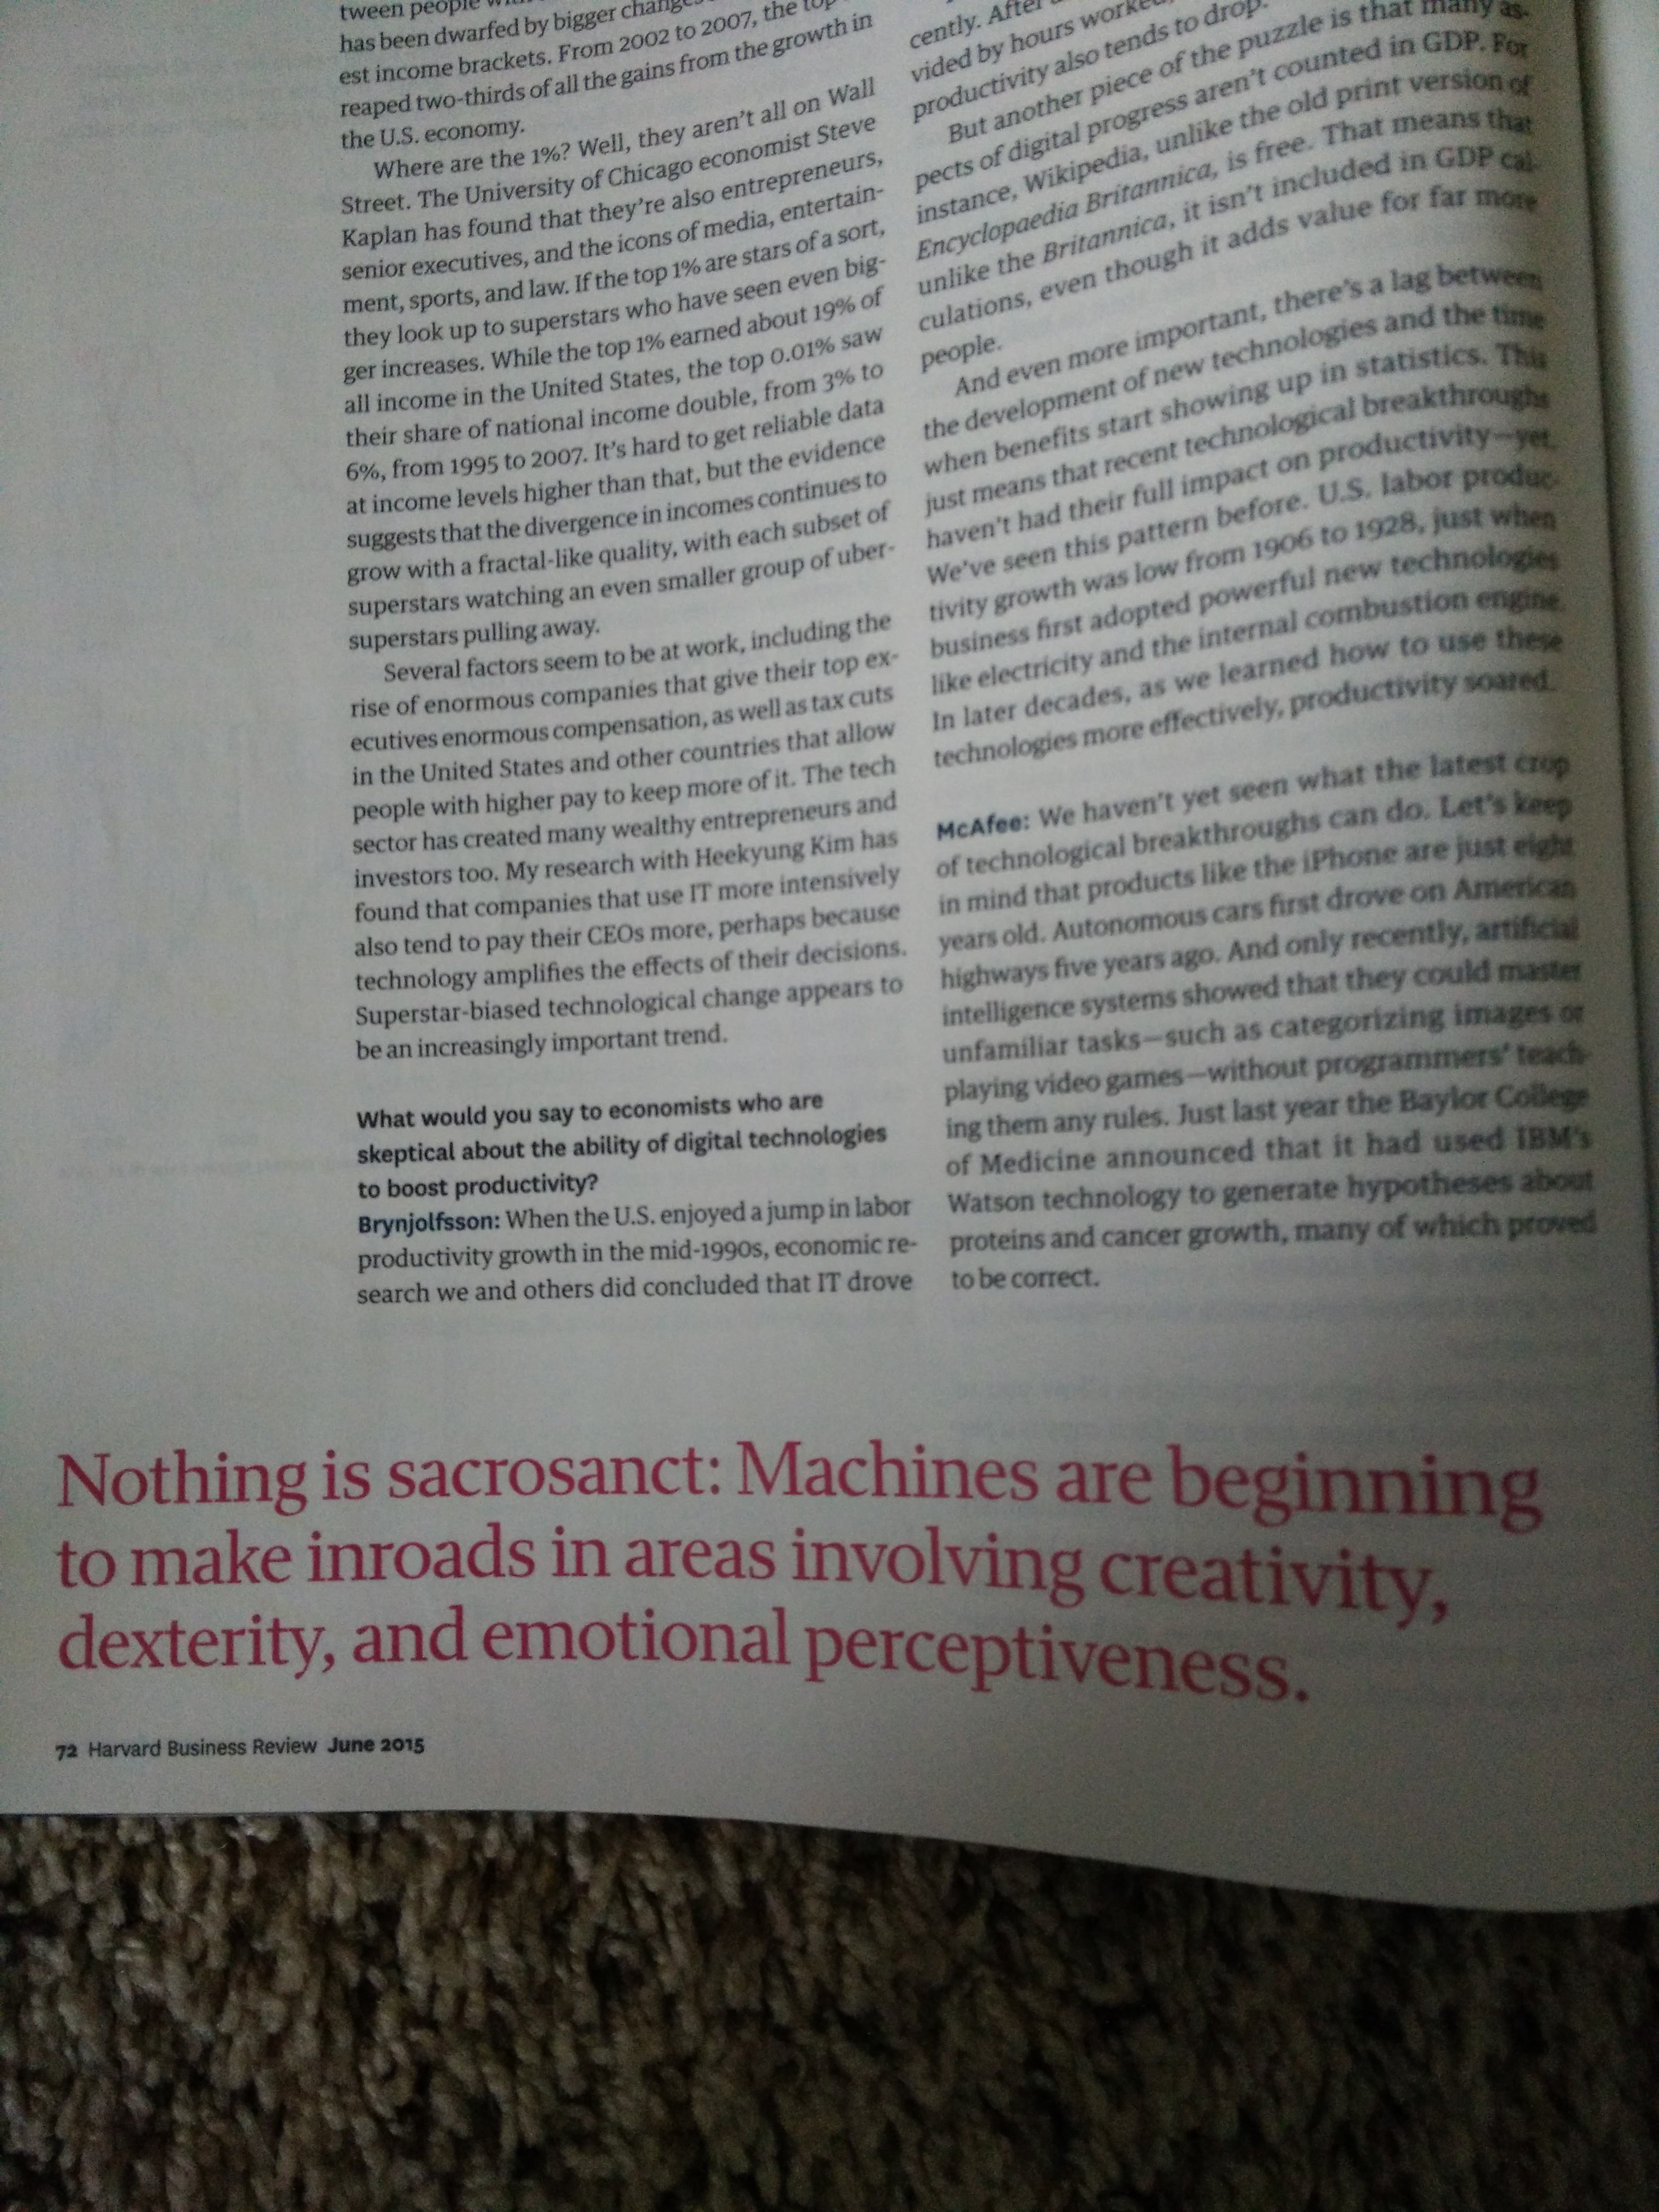 tween people
has been dwarfed by bigger
est income brackets. From 2002 to 2007, the top
reaped two-thirds of all the gains from the growth in
the U.S. economy.
Where are the 1%? Well, they aren't all on Wall
Street. The University of Chicago economist Steve
Kaplan has found that they're also entrepreneurs,
senior executives, and the icons of media, entertain-
ment, sports, and law. If the top 1% are stars of a sort,
they look up to superstars who have seen even big-
ger increases. While the top 1% earned about 19% of
all income in the United States, the top 0.01% saw
their share of national income double, from 3% to
6%, from 1995 to 2007. It's hard to get reliable data
at income levels higher than that, but the evidence
suggests that the divergence in incomes continues to
grow with a fractal-like quality, with each subset of
superstars watching an even smaller group of uber-
superstars pulling away.
Several factors seem to be at work, including the
rise of enormous companies that give their top ex-
ecutives enormous compensation, as well as tax cuts
in the United States and other countries that allow
people with higher pay to keep more of it. The tech
sector has created many wealthy entrepreneurs and
investors too. My research with Heekyung Kim has
found that companies that use IT more intensively
also tend to pay their CEOs more, perhaps because
technology amplifies the effects of their decisions.
Superstar-biased technological change appears to
be an increasingly important trend.
What would you say to economists who are
skeptical about the ability of digital technologies
to boost productivity?
Brynjolfsson: When the U.S. enjoyed a jump in labor
productivity growth in the mid-1990s, economic re-
search we and others did concluded that IT drove
cently. After
vided by hours worked,
productivity also tends to drop.
But another piece of the puzzle is that many as-
pects of digital progress aren't counted in GDP. For
instance, Wikipedia, unlike the old print version of
Encyclopaedia Britannica, is free. That means that
unlike the Britannica, it isn't included in GDP cal-
culations, even though it adds value for far more
people.
And even more important, there's a lag between
the development of new technologies and the time
when benefits start showing up in statistics. This
just means that recent technological breakthroughs
haven't had their full impact on productivity—yet.
We've seen this pattern before. U.S. labor produc-
tivity growth was low from 1906 to 1928, just when
business first adopted powerful new technologies
like electricity and the internal combustion engine.
In later decades, as we learned how to use these
technologies more effectively, productivity soared.
McAfee: We haven't yet seen what the latest crop
of technological breakthroughs can do. Let's keep
in mind that products like the iPhone are just eight
years old. Autonomous cars first drove on American
highways five years ago. And only recently, artificial
intelligence systems showed that they could master
unfamiliar tasks—such as categorizing images or
playing video games—without programmers' teach-
ing them any rules. Just last year the Baylor College
of Medicine announced that it had used IBM's
Watson technology to generate hypotheses about
proteins and cancer growth, many of which proved
to be correct.
Nothing is sacrosanct: Machines are beginning
to make inroads in areas involving creativity,
dexterity, and emotional perceptiveness.
72 Harvard Business Review June 2015